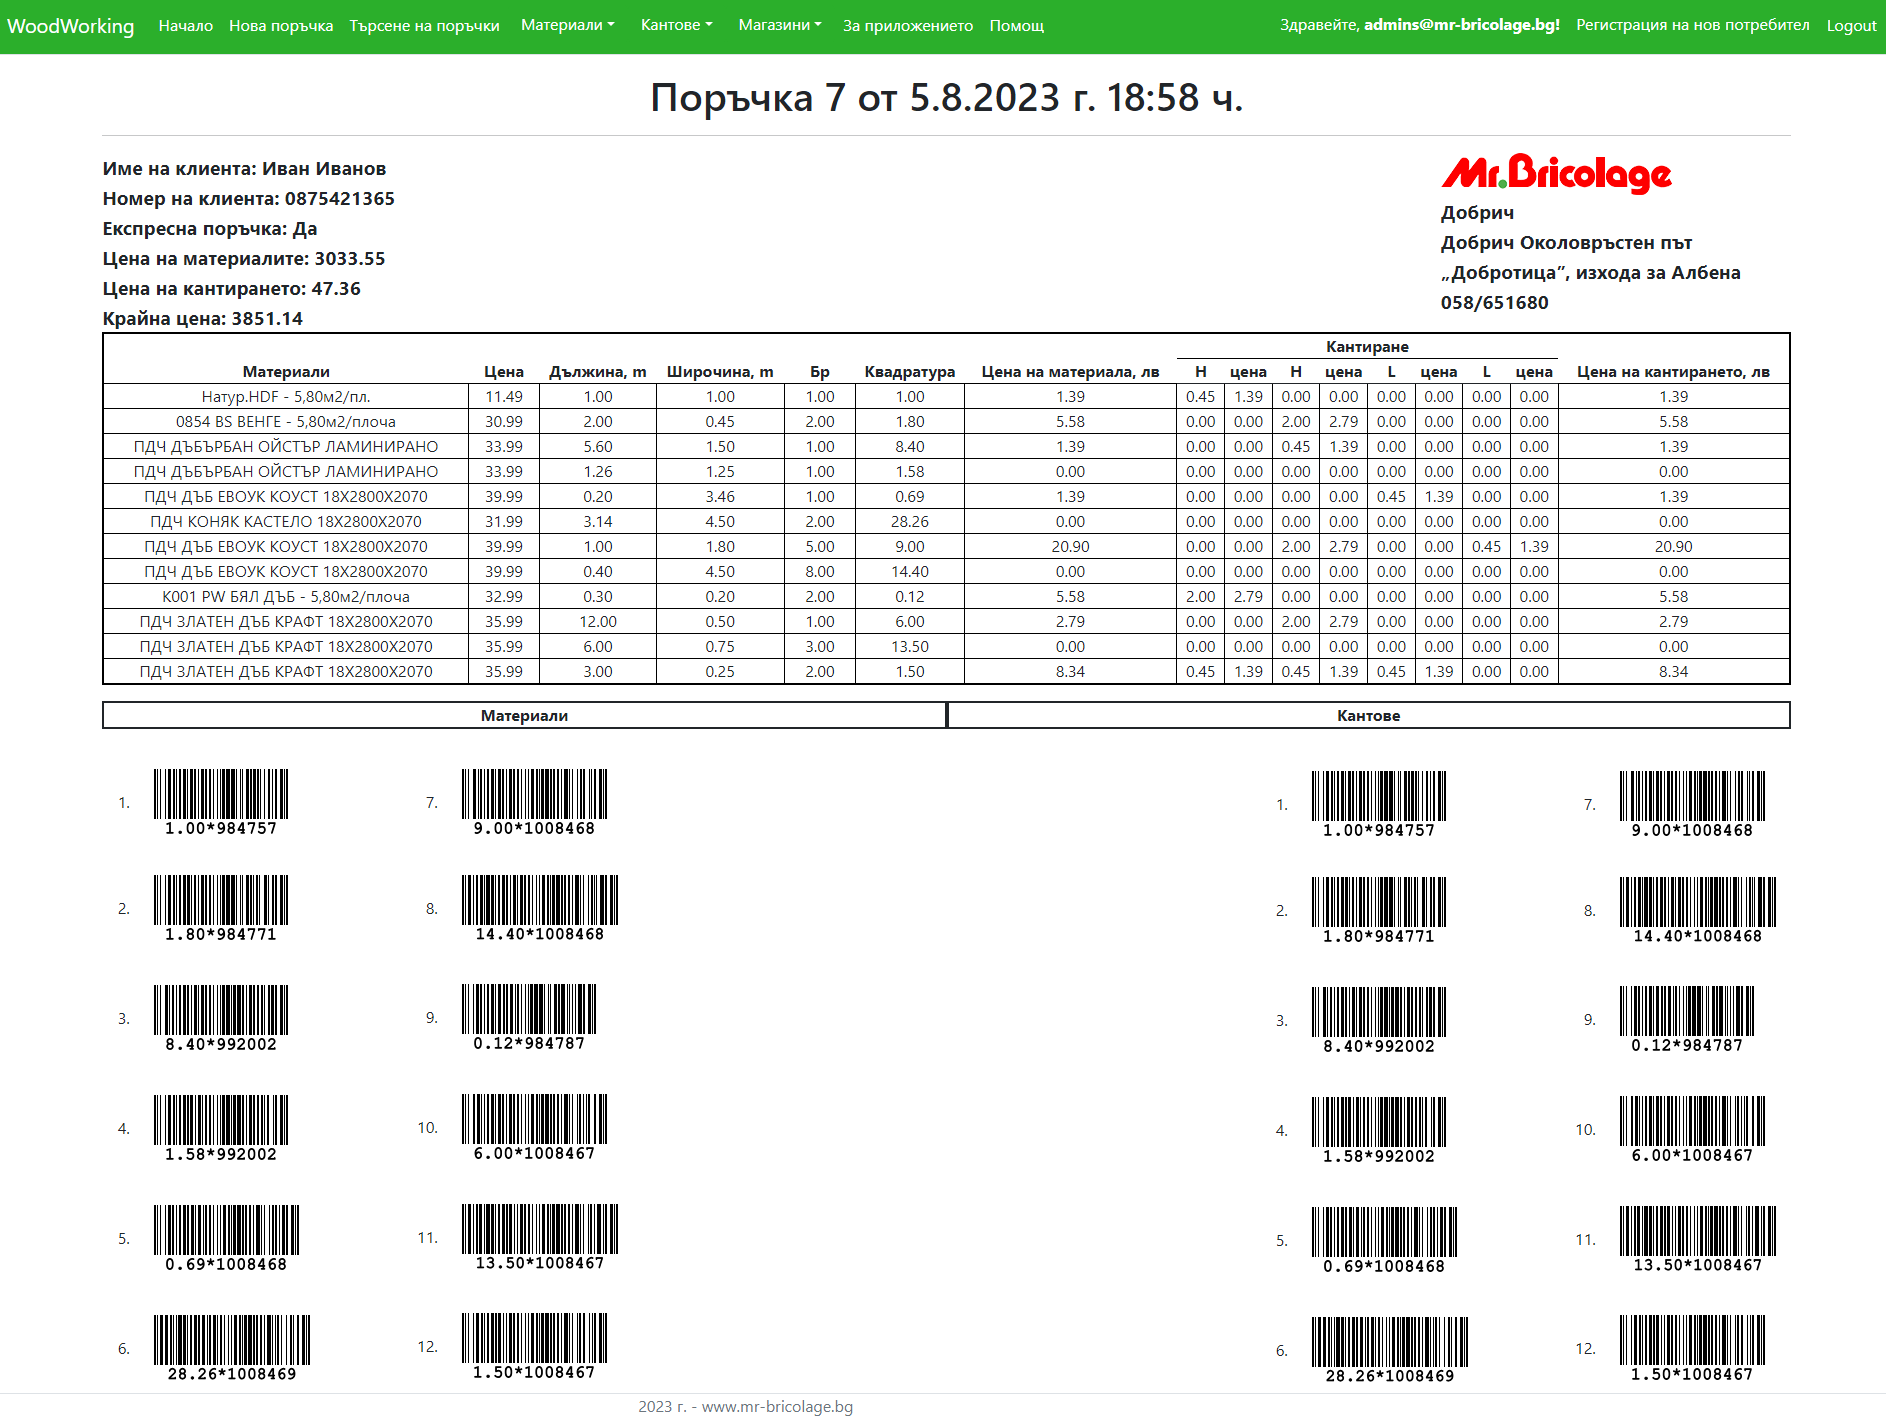 WoodWorking Начало Нова поръчка Търсене на поръчки Материали Кантове Магазини За приложението Помощ Здравейте, admins@mr-bricolage.bg! Регистрация на нов потребител Logout
Поръчка 7 от 5.8.2023 г. 18:58 ч.
Име на клиента: Иван Иванов
Номер на клиента: 0875421365
Експресна поръчка: Да
Цена на материалите: 3033.55
Цена на кантирането: 47.36
Крайна цена: 3851.14
Mr.Bricolage
Добрич
Добрич Околовръстен път
„Добротица”, изхода за Албена
058/651680
Кантиране
Материали Цена Дължина, m Широчина, m Бр Квадратура Цена на материала, лв H цена H цена L цена L цена Цена на кантирането, лв
Натур.HDF - 5,80м2/пл. 11.49 1.00 1.00 1.00 1.00 1.39 0.45 1.39 0.00 0.00 0.00 0.00 0.00 0.00 1.39
0854 BS ВЕНГЕ - 5,80м2/плоча 30.99 2.00 0.45 2.00 1.80 5.58 0.00 0.00 2.00 2.79 0.00 0.00 0.00 0.00 5.58
ПДЧ ДЪБЪРБАН ОЙСТЪР ЛАМИНИРАНО 33.99 5.60 1.50 1.00 8.40 1.39 0.00 0.00 0.45 1.39 0.00 0.00 0.00 0.00 1.39
ПДЧ ДЪБЪРБАН ОЙСТЪР ЛАМИНИРАНО 33.99 1.26 1.25 1.00 1.58 0.00 0.00 0.00 0.00 0.00 0.00 0.00 0.00 0.00 0.00
ПДЧ ДЪБ ЕВОУК КОУСТ 18Х2800Х2070 39.99 0.20 3.46 1.00 0.69 1.39 0.00 0.00 0.00 0.00 0.45 1.39 0.00 0.00 1.39
ПДЧ КОНЯК КАСТЕЛО 18Х2800Х2070 31.99 3.14 4.50 2.00 28.26 0.00 0.00 0.00 0.00 0.00 0.00 0.00 0.00 0.00 0.00
ПДЧ ДЪБ ЕВОУК КОУСТ 18Х2800Х2070 39.99 1.00 1.80 5.00 9.00 20.90 0.00 0.00 2.00 2.79 0.00 0.00 0.45 1.39 20.90
ПДЧ ДЪБ ЕВОУК КОУСТ 18Х2800Х2070 39.99 0.40 4.50 8.00 14.40 0.00 0.00 0.00 0.00 0.00 0.00 0.00 0.00 0.00 0.00
K001 PW БЯЛ ДЪБ - 5,80м2/плоча 32.99 0.30 0.20 2.00 0.12 5.58 2.00 2.79 0.00 0.00 0.00 0.00 0.00 0.00 5.58
ПДЧ ЗЛАТЕН ДЪБ КРАФТ 18Х2800Х2070 35.99 12.00 0.50 1.00 6.00 2.79 0.00 0.00 2.00 2.79 0.00 0.00 0.00 0.00 2.79
ПДЧ ЗЛАТЕН ДЪБ КРАФТ 18Х2800Х2070 35.99 6.00 0.75 3.00 13.50 0.00 0.00 0.00 0.00 0.00 0.00 0.00 0.00 0.00 0.00
ПДЧ ЗЛАТЕН ДЪБ КРАФТ 18Х2800Х2070 35.99 3.00 0.25 2.00 1.50 8.34 0.45 1.39 0.45 1.39 0.45 1.39 0.00 0.00 8.34
Материали Кантове
1. 1.00*984757 7. 9.00*1008468 1. 1.00*984757 7. 9.00*1008468
2. 1.80*984771 8. 14.40*1008468 2. 1.80*984771 8. 14.40*1008468
3. 8.40*992002 9. 0.12*984787 3. 8.40*992002 9. 0.12*984787
4. 1.58*992002 10. 6.00*1008467 4. 1.58*992002 10. 6.00*1008467
5. 0.69*1008468 11. 13.50*1008467 5. 0.69*1008468 11. 13.50*1008467
6. 28.26*1008469 12. 1.50*1008467 6. 28.26*1008469 12. 1.50*1008467
2023 г. - www.mr-bricolage.bg